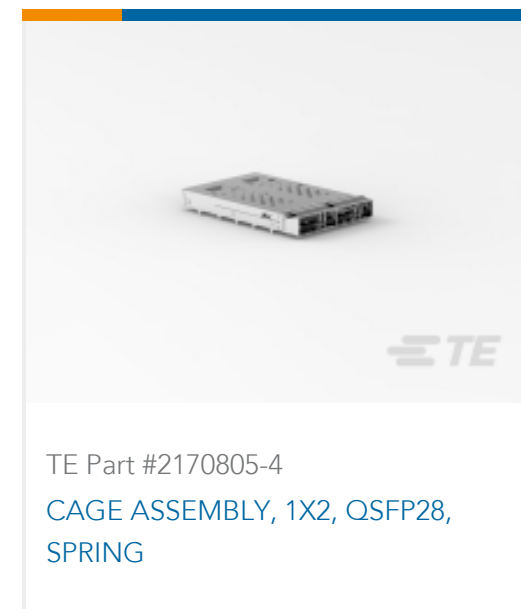 TE
TE Part #2170805-4
CAGE ASSEMBLY, 1X2, QSFP28,
SPRING